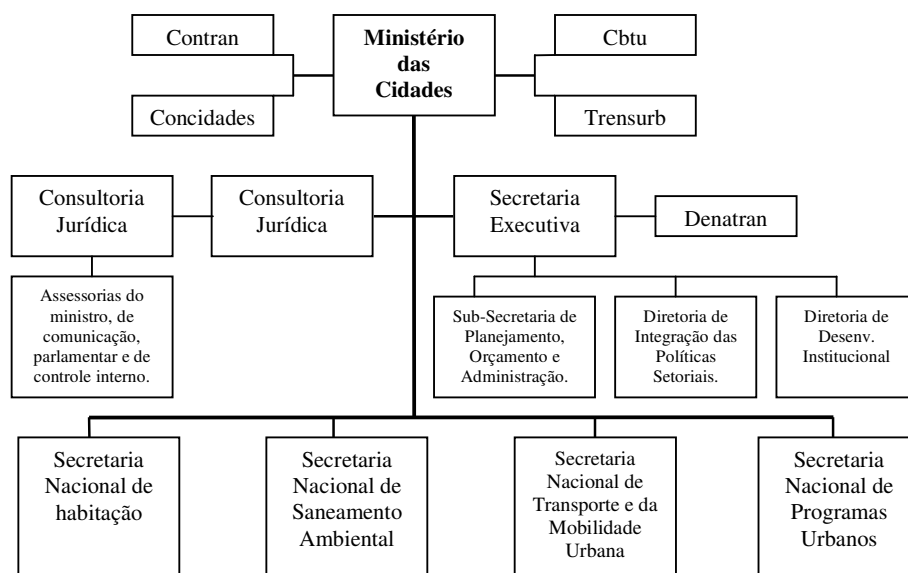 Contran
Ministério
das
Cidades
Cbtu
Concidades
Trensurb
Consultoria
Jurídica
Consultoria
Jurídica
Secretaria
Executiva
Denatran
Assessorias do
ministro, de
comunicação,
parlamentar e de
controle interno.
Sub-Secretaria de
Planejamento,
Orçamento e
Administração.
Diretoria de
Integração das
Políticas
Setoriais.
Diretoria de
Desenv.
Institucional
Secretaria
Nacional de
habitação
Secretaria
Nacional de
Saneamento
Ambiental
Secretaria
Nacional de
Transporte e da
Mobilidade
Urbana
Secretaria
Nacional de
Programas
Urbanos